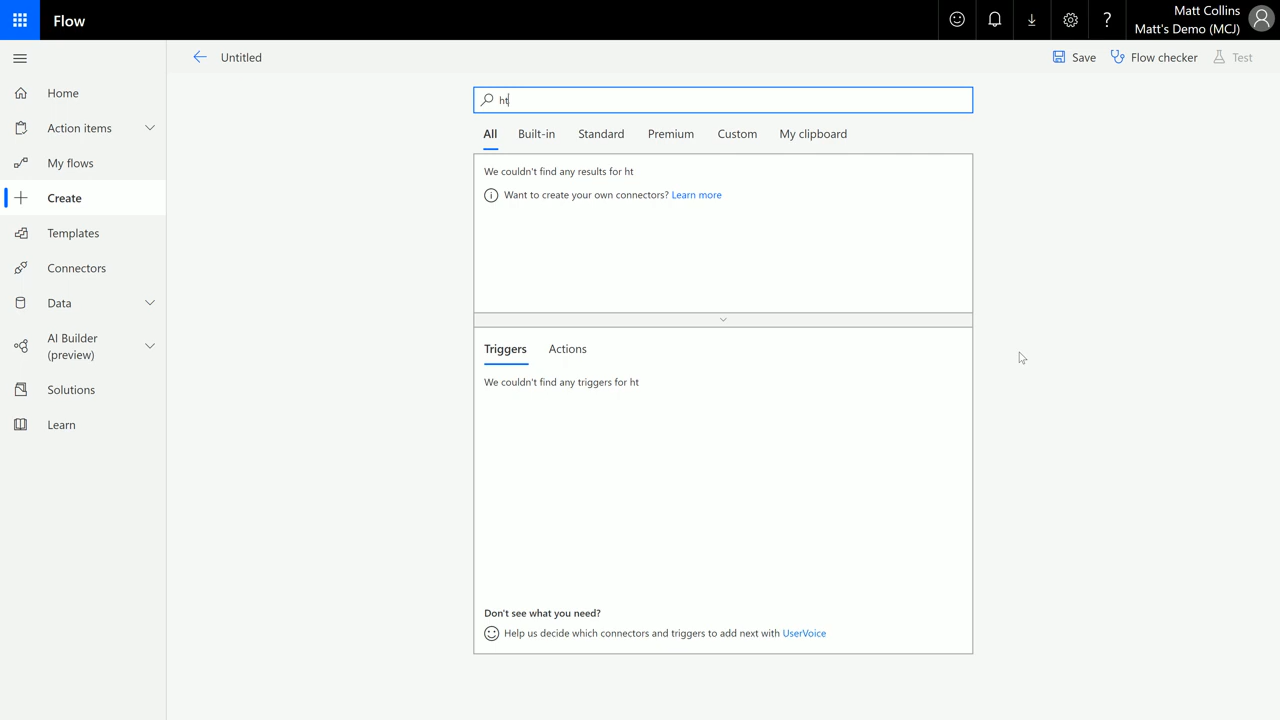 Flow
Matt Collins
Matt's Demo (MCJ)
Untitled
Save
Flow checker
Test
Home
Action items
My flows
Create
Templates
Connectors
Data
AI Builder
(preview)
Solutions
Learn
ht
All Built-in Standard Premium Custom My clipboard
We couldn't find any results for ht
Want to create your own connectors? Learn more
Triggers Actions
We couldn't find any triggers for ht
Don't see what you need?
Help us decide which connectors and triggers to add next with UserVoice